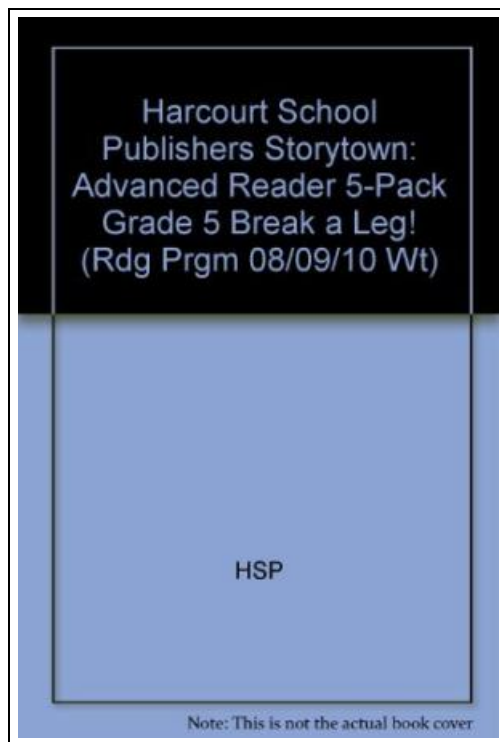 Harcourt School
Publishers Storytown:
Advanced Reader 5-Pack
Grade 5 Break a Leg!
(Rdg Prgm 08/09/10 Wt)
HSP
Note: This is not the actual book cover